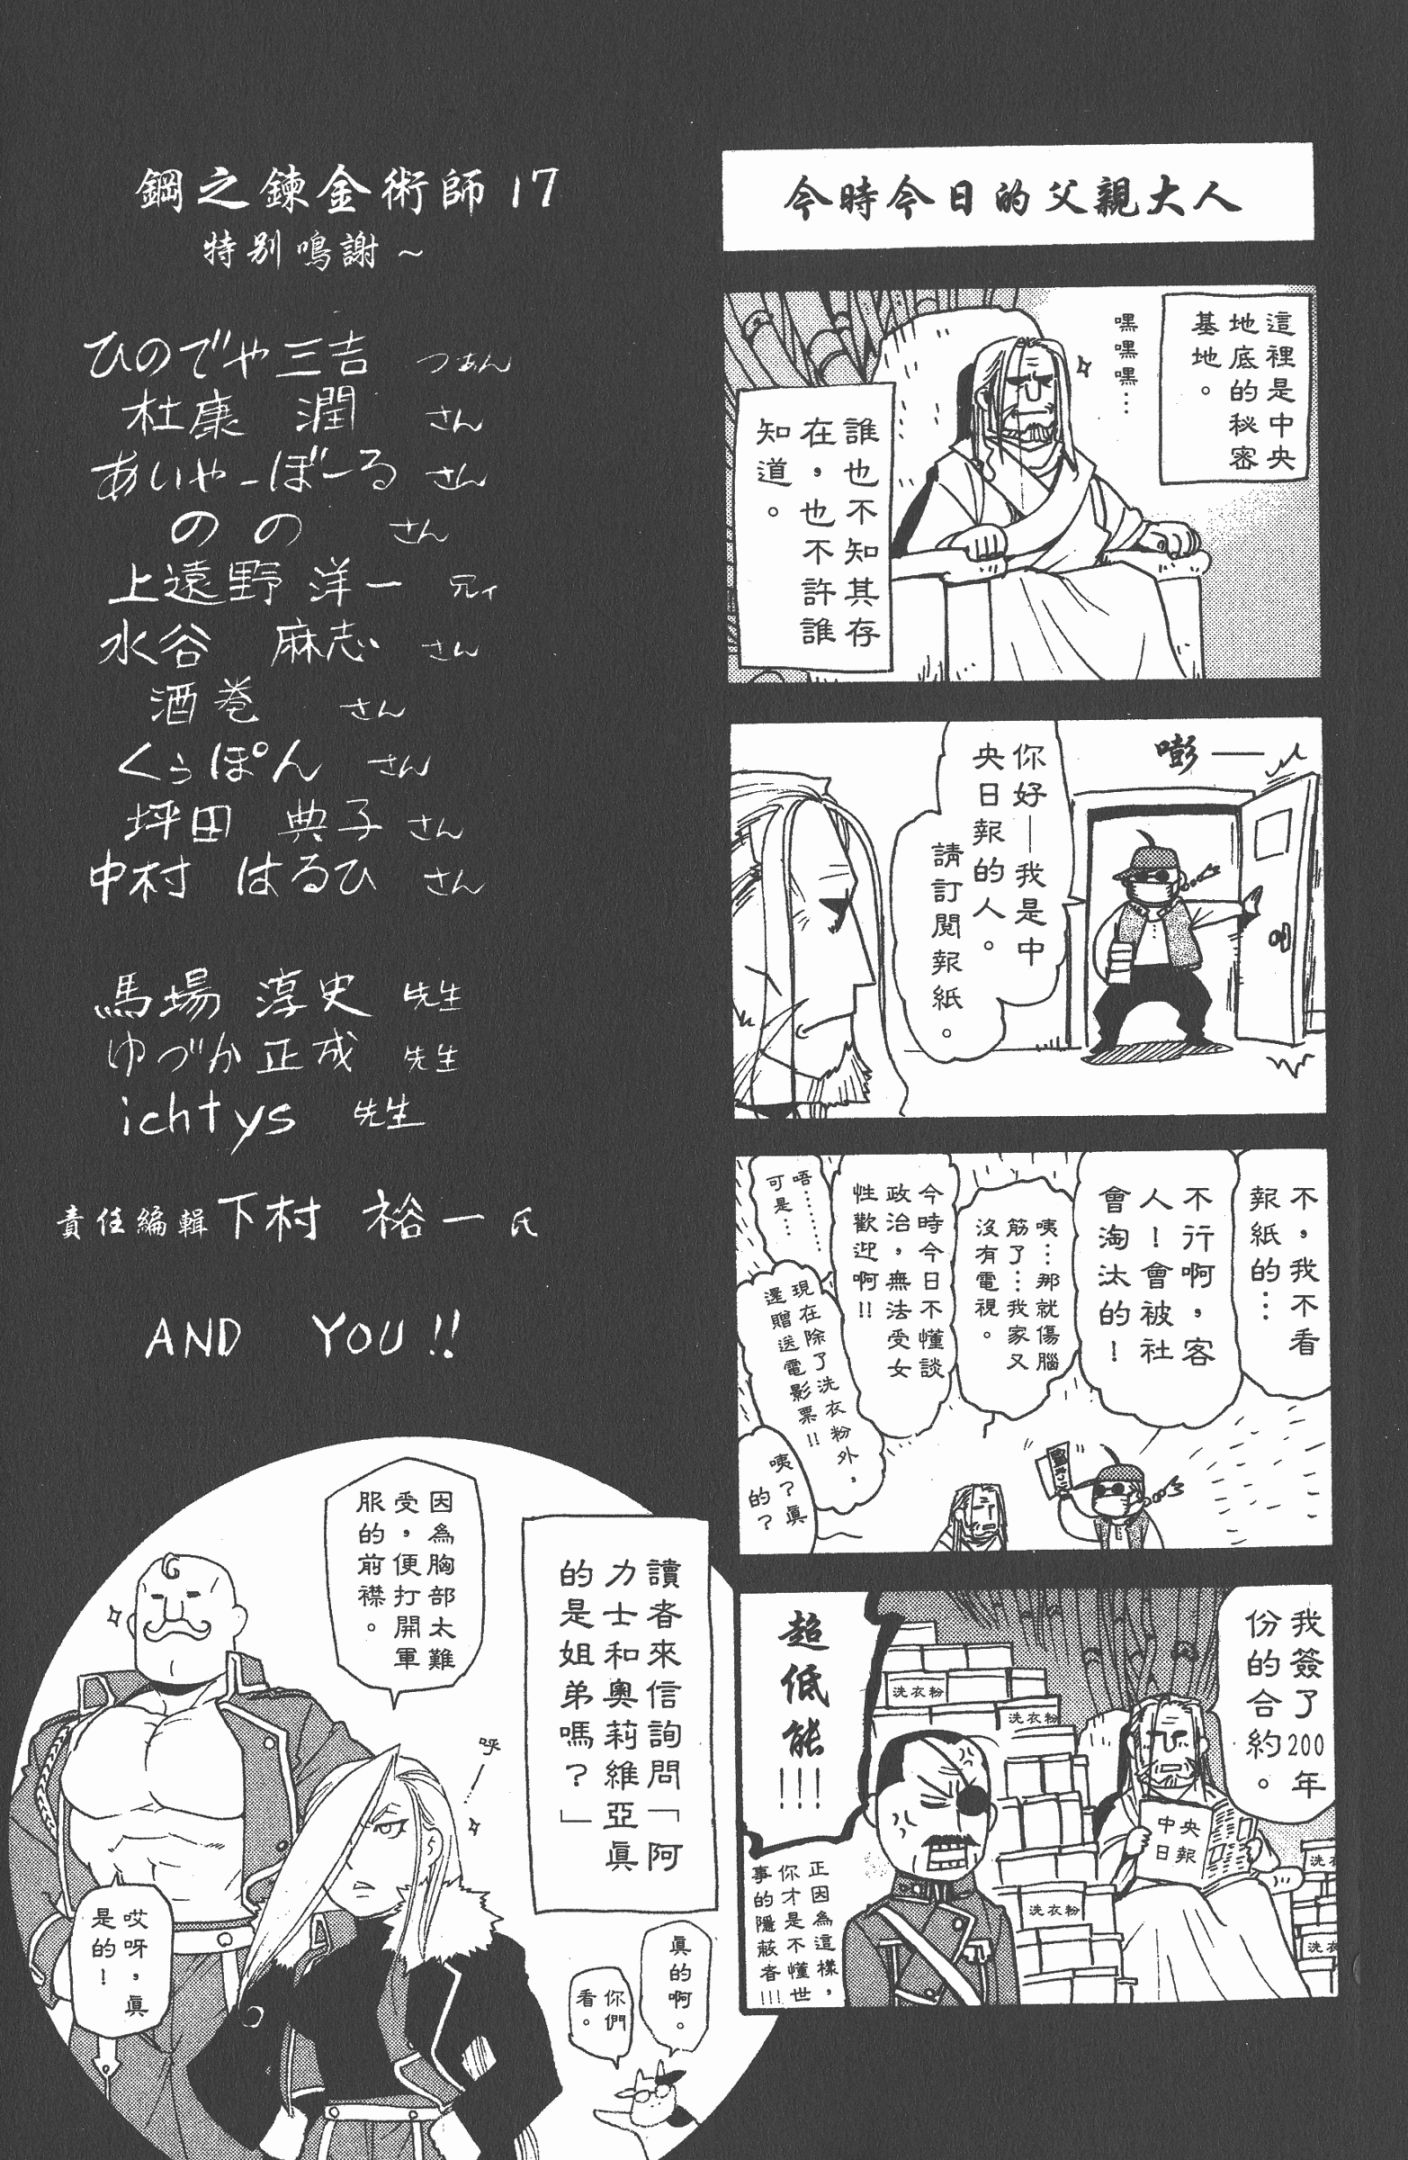 今時今日的父親大人
這裡是中央
地底的秘密
基地。
嘿嘿嘿…
誰也不知其存
在，也不許誰
知道。
嘭——
你好—我是中
央日報的人。
請訂閱報紙。
不，我不看
報紙的…
不行啊，客
人！會被社
會淘汰的！
咦…那就傷腦
筋了…我家又
沒有電視。
今時今日不懂談
政治，無法受女
性歡迎啊!!
唔………
可是…
現在除了洗衣粉外，
還贈送電影票!!
咦？真
的？
我簽了200年
份的合約。
洗衣粉
洗衣粉
中央
日報
洗衣粉
洗
洗衣
超低能!!!
正因為這樣，
你才是不懂世
事的隱蔽者!!!
鋼之鍊金術師 17
特別鳴謝～
ひのでや三吉 つぁん
杜康 潤 さん
あいやーぼーる さん
のの さん
上遠野 洋一 兄ィ
水谷 麻志 さん
酒巻 さん
くぅぽん さん
坪田 典子 さん
中村 はるひ さん
馬場 淳史 先生
ゆづか正成 先生
ichtys 先生
責任編輯 下村 裕一 氏
AND YOU!!
讀者來信詢問「阿
力士和奧莉維亞真
的是姐弟嗎？」
因為胸部太難
受，便打開軍
服的前襟。
呼……
哎呀，真
是的！
真的啊。
你們
看。